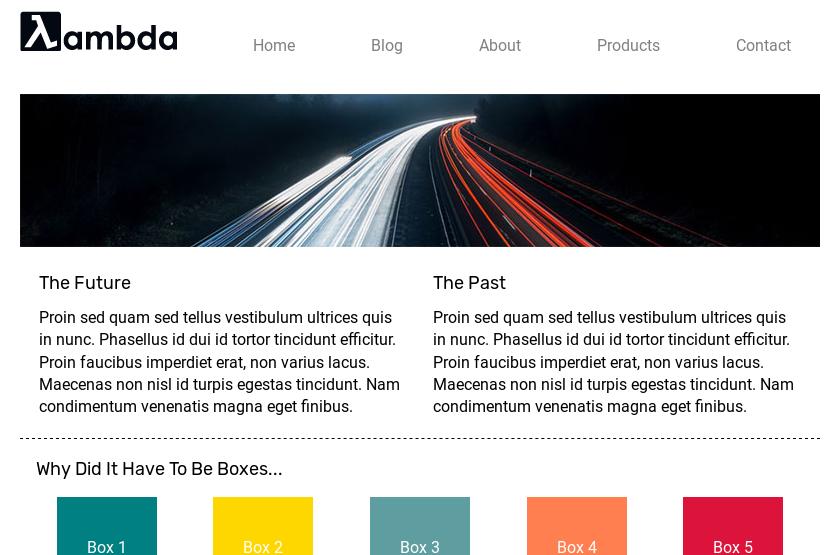 λambda
Home Blog About Products Contact
The Future
Proin sed quam sed tellus vestibulum ultrices quis
in nunc. Phasellus id dui id tortor tincidunt efficitur.
Proin faucibus imperdiet erat, non varius lacus.
Maecenas non nisl id turpis egestas tincidunt. Nam
condimentum venenatis magna eget finibus.
The Past
Proin sed quam sed tellus vestibulum ultrices quis
in nunc. Phasellus id dui id tortor tincidunt efficitur.
Proin faucibus imperdiet erat, non varius lacus.
Maecenas non nisl id turpis egestas tincidunt. Nam
condimentum venenatis magna eget finibus.
Why Did It Have To Be Boxes...
Box 1 Box 2 Box 3 Box 4 Box 5